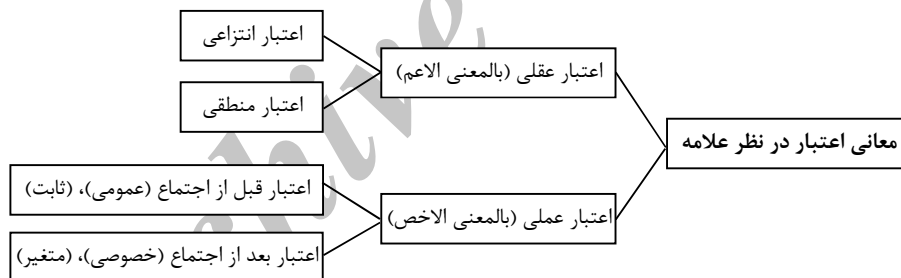 معانی اعتبار در نظر علامه
اعتبار عقلی (بالمعنی الاعم)
اعتبار انتزاعی
اعتبار منطقی
اعتبار عملی (بالمعنی الاخص)
اعتبار قبل از اجتماع (عمومی)، (ثابت)
اعتبار بعد از اجتماع (خصوصی)، (متغیر)
chive